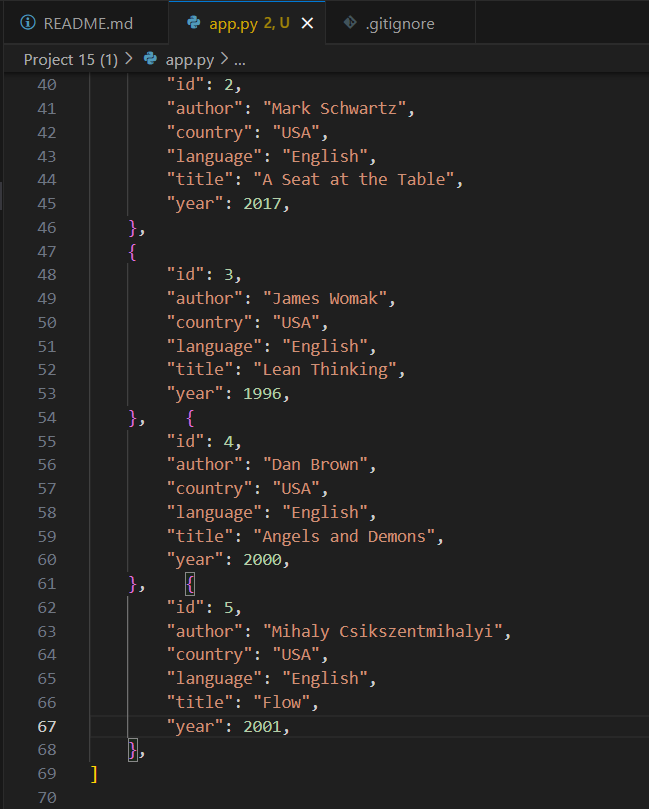 README.md app.py 2, U .gitignore
Project 15 (1) > app.py > ...
40 "id": 2,
41 "author": "Mark Schwartz",
42 "country": "USA",
43 "language": "English",
44 "title": "A Seat at the Table",
45 "year": 2017,
46 },
47 {
48 "id": 3,
49 "author": "James Womak",
50 "country": "USA",
51 "language": "English",
52 "title": "Lean Thinking",
53 "year": 1996,
54 }, {
55 "id": 4,
56 "author": "Dan Brown",
57 "country": "USA",
58 "language": "English",
59 "title": "Angels and Demons",
60 "year": 2000,
61 }, {
62 "id": 5,
63 "author": "Mihaly Csikszentmihalyi",
64 "country": "USA",
65 "language": "English",
66 "title": "Flow",
67 "year": 2001,
68 },
69 ]
70